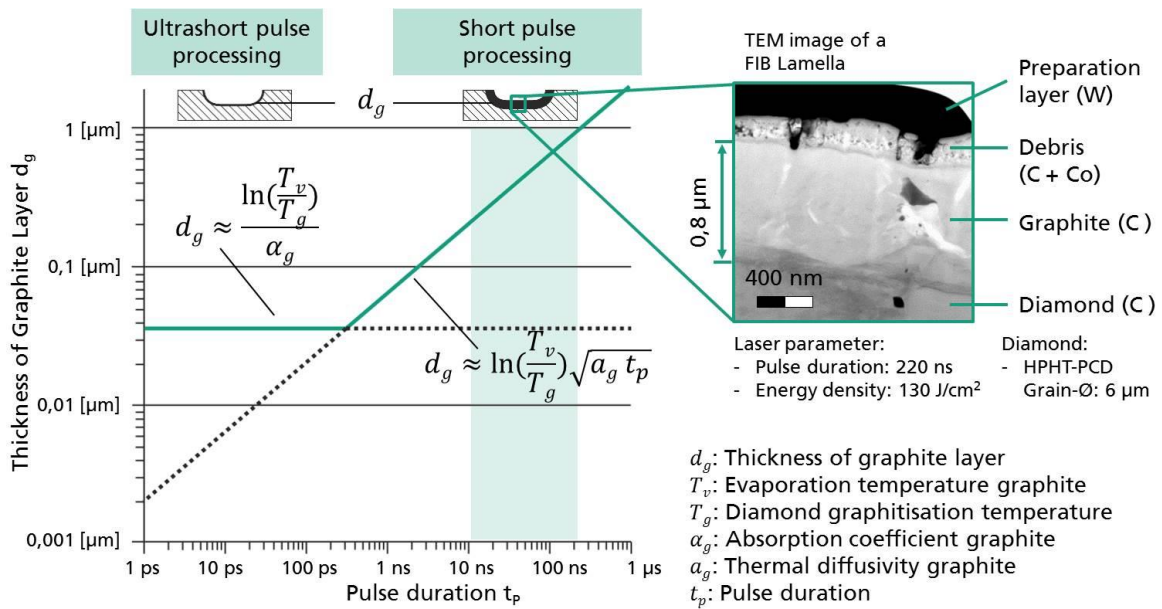 Ultrashort pulse
processing
Short pulse
processing
TEM image of a
FIB Lamella
Preparation
layer (W)
Debris
(C + Co)
Graphite (C )
Diamond (C)
0,8 µm
400 nm
d_g
Thickness of Graphite Layer d_g
1 [µm]
0,1 [µm]
0,01 [µm]
0,001 [µm]
d_g ≈ ln(T_v/T_g)/α_g
d_g ≈ ln(T_v/T_g)√(a_g t_p)
1 ps
10 ps
100 ps
1 ns
10 ns
100 ns
1 µs
Pulse duration t_P
Laser parameter:
- Pulse duration: 220 ns
- Energy density: 130 J/cm²
Diamond:
- HPHT-PCD
Grain-Ø: 6 µm
d_g: Thickness of graphite layer
T_v: Evaporation temperature graphite
T_g: Diamond graphitisation temperature
α_g: Absorption coefficient graphite
a_g: Thermal diffusivity graphite
t_p: Pulse duration